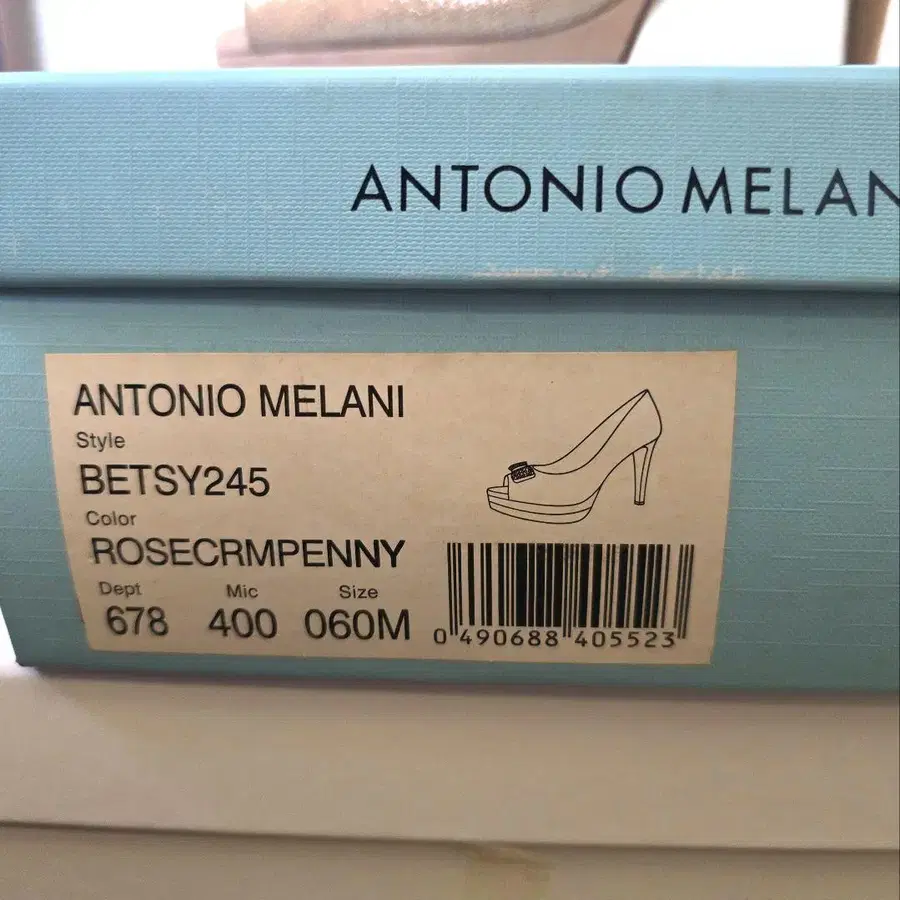 ANTONIO MELAN
ANTONIO MELANI
Style
BETSY245
Color
ROSECRMPENNY
Dept Mic Size
678 400 060M
0 490688 405523